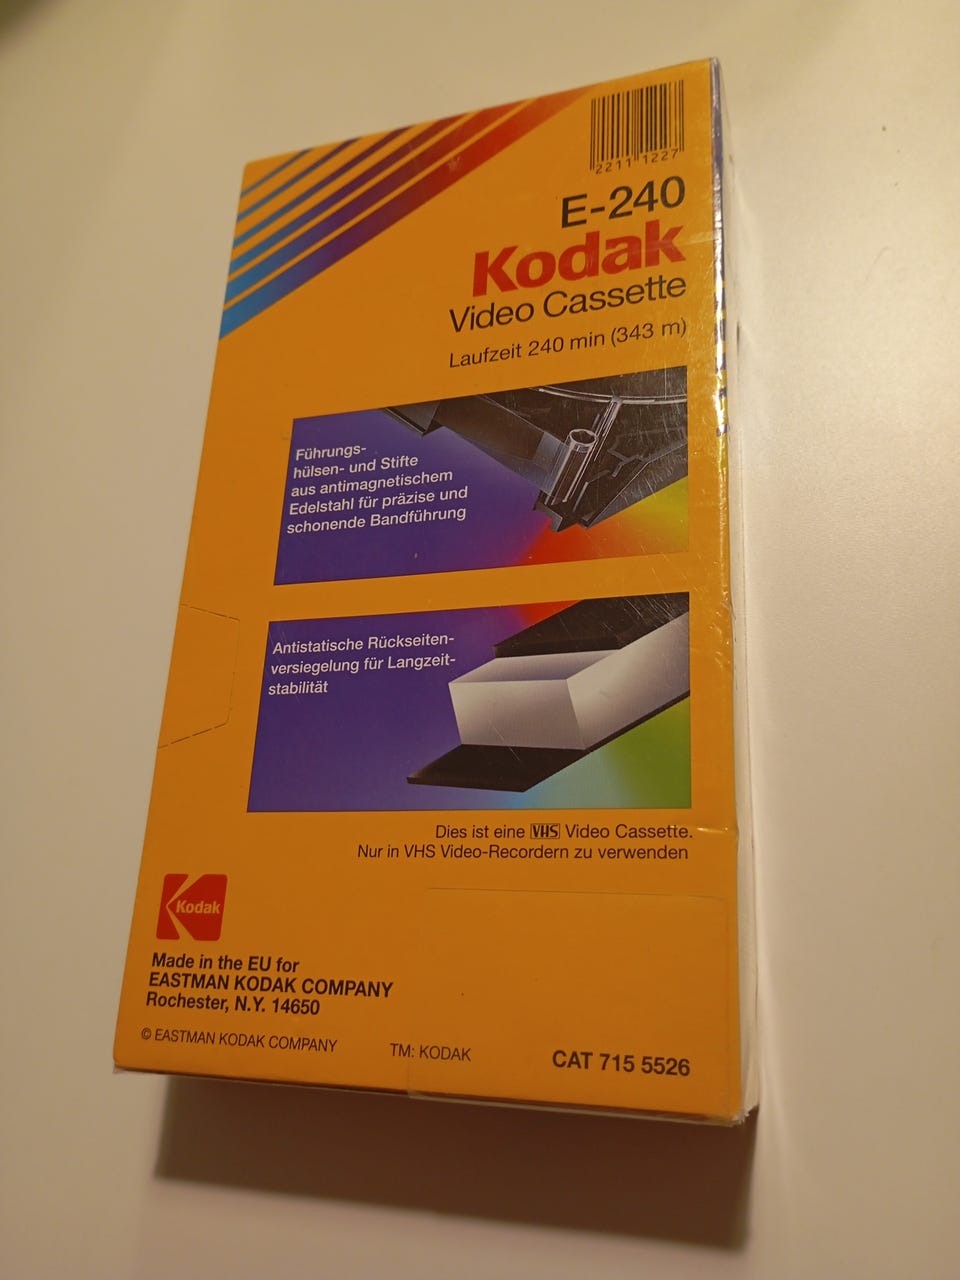 2211 1227
E-240
Kodak
Video Cassette
Laufzeit 240 min (343 m)
Führungs-
hülsen- und Stifte
aus antimagnetischem
Edelstahl für präzise und
schonende Bandführung
Antistatische Rückseiten-
versiegelung für Langzeit-
stabilität
Dies ist eine VHS Video Cassette.
Nur in VHS Video-Recordern zu verwenden
Kodak
Made in the EU for
EASTMAN KODAK COMPANY
Rochester, N.Y. 14650
© EASTMAN KODAK COMPANY
TM: KODAK
CAT 715 5526